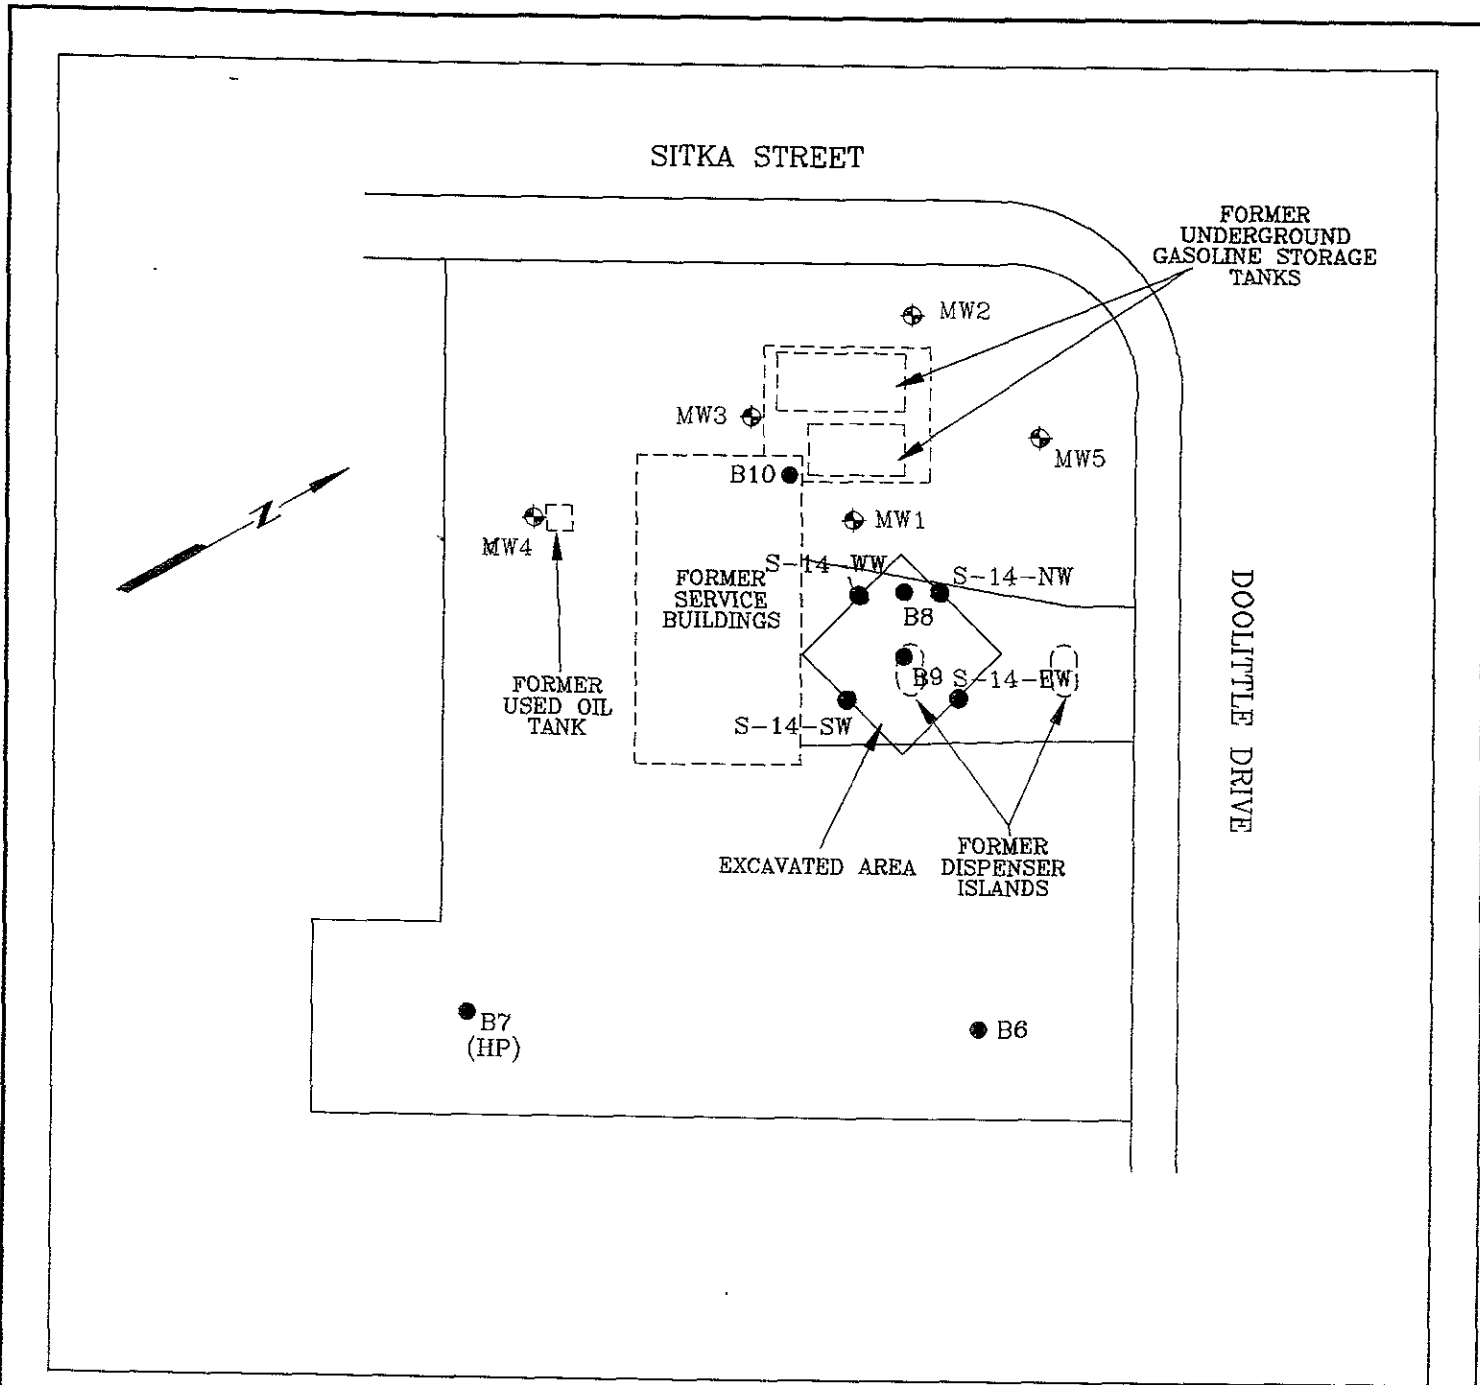 SITKA STREET
FORMER
UNDERGROUND
GASOLINE STORAGE
TANKS
MW2
MW3
MW5
B10
N
MW1
MW4
S-14-WW
S-14-NW
FORMER
SERVICE
BUILDINGS
B8
DOOLITTLE DRIVE
B9
S-14-EW
FORMER
USED OIL
TANK
S-14-SW
EXCAVATED AREA
FORMER
DISPENSER
ISLANDS
B7
(HP)
B6